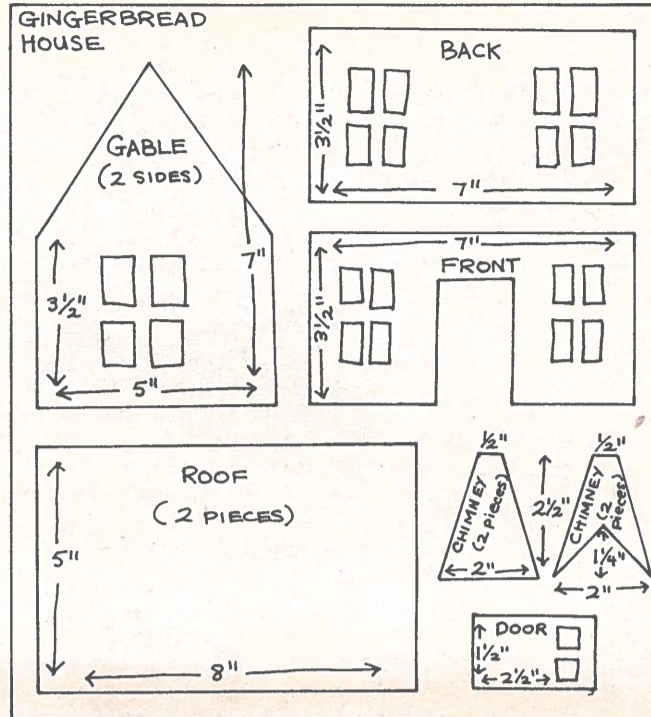 GINGERBREAD
HOUSE
GABLE
(2 SIDES)
7"
3½"
5"
BACK
3½"
7"
7"
FRONT
3½"
ROOF
(2 PIECES)
5"
8"
½"
CHIMNEY
(2 pieces)
2"
2½"
½"
CHIMNEY (2
pieces)
1¼"
2"
DOOR
1½"
2½"